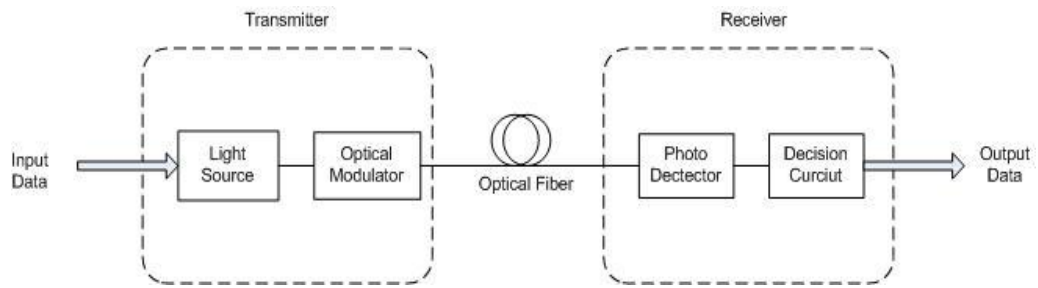 Transmitter
Receiver
Input
Data
Light
Source
Optical
Modulator
Optical Fiber
Photo
Dectector
Decision
Curciut
Output
Data